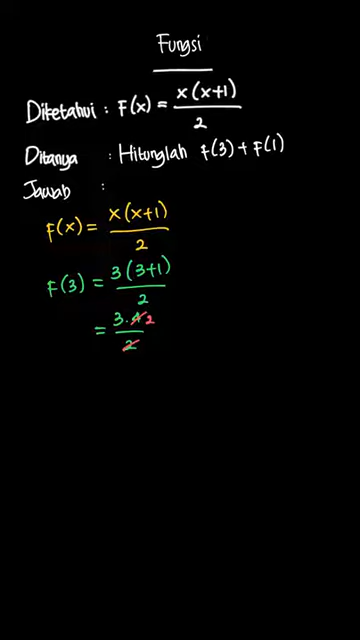 Fungsi
Diketahui : F(x) = x(x+1)/2
Ditanya : Hitunglah f(3) + F(1)
Jawab :
F(x) = x(x+1)/2
F(3) = 3(3+1)/2
= 3.4 2/2